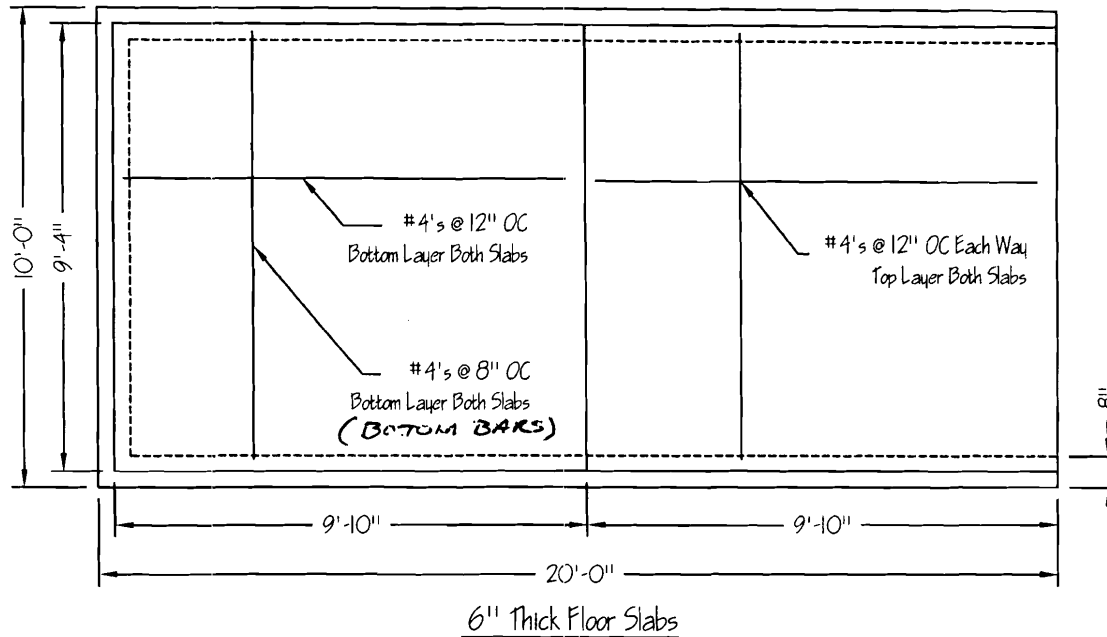 10'-0"
9'-4"
#4's @ 12" OC
Bottom Layer Both Slabs
#4's @ 12" OC Each Way
Top Layer Both Slabs
#4's @ 8" OC
Bottom Layer Both Slabs
(BOTTOM BARS)
8"
9'-10"
9'-10"
20'-0"
6" Thick Floor Slabs